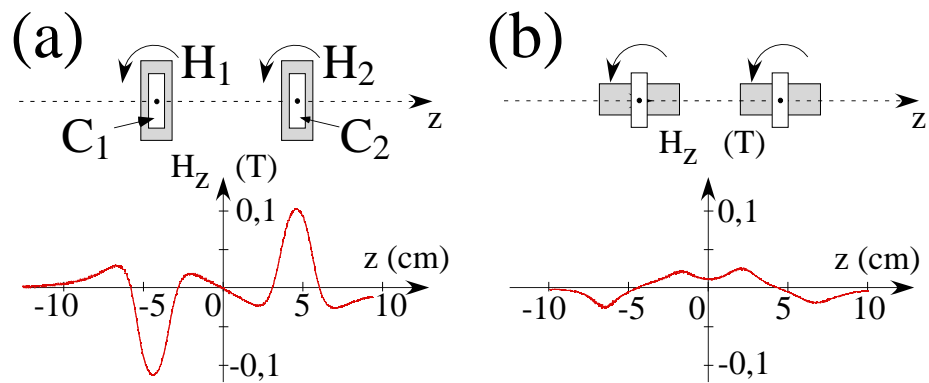 (a)
H1 H2
z
C1 C2
Hz (T)
0,1
z (cm)
-10 -5 0 5 10
-0,1
(b)
z
Hz (T)
0,1
z (cm)
-10 -5 0 5 10
-0,1